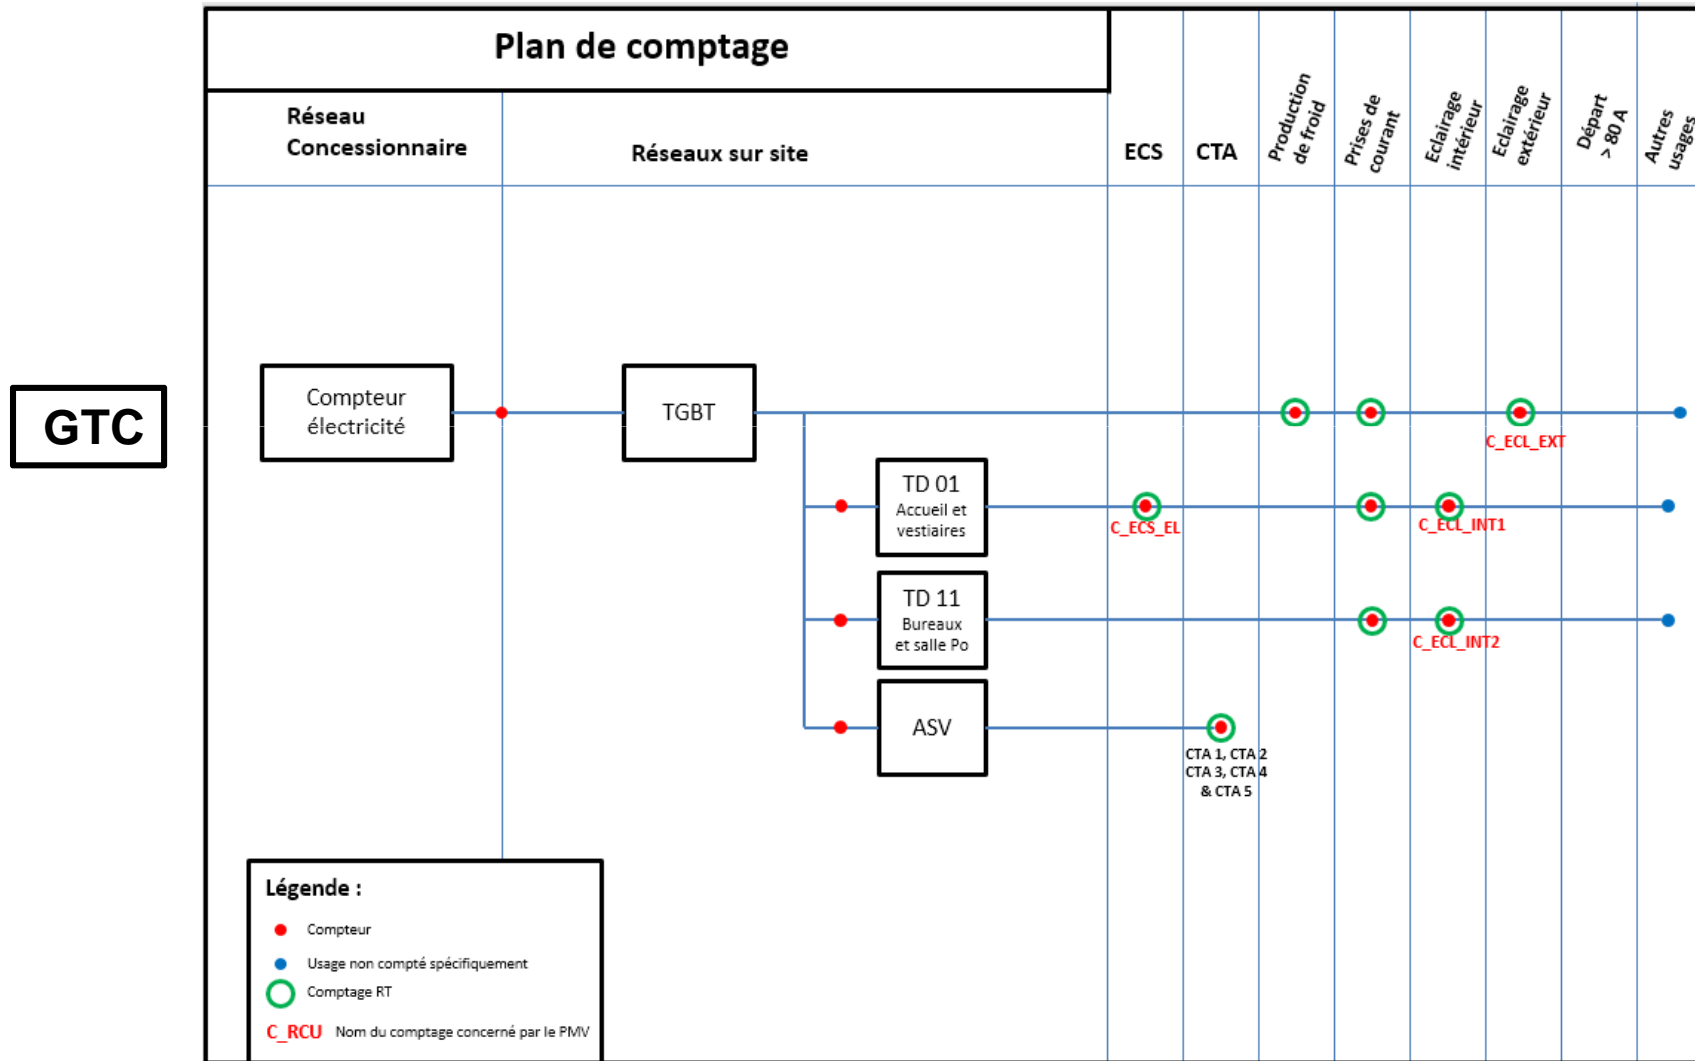 Plan de comptage
Réseau
Concessionnaire
Réseaux sur site
ECS
CTA
Production
de froid
Prises de
courant
Eclairage
intérieur
Eclairage
extérieur
Départ
> 80 A
Autres
usages
GTC
Compteur
électricité
TGBT
C_ECL_EXT
TD 01
Accueil et
vestiaires
C_ECS_EL
C_ECL_INT1
TD 11
Bureaux
et salle Po
C_ECL_INT2
ASV
CTA 1, CTA 2
CTA 3, CTA 4
& CTA 5
Légende :
Compteur
Usage non compté spécifiquement
Comptage RT
C_RCU Nom du comptage concerné par le PMV